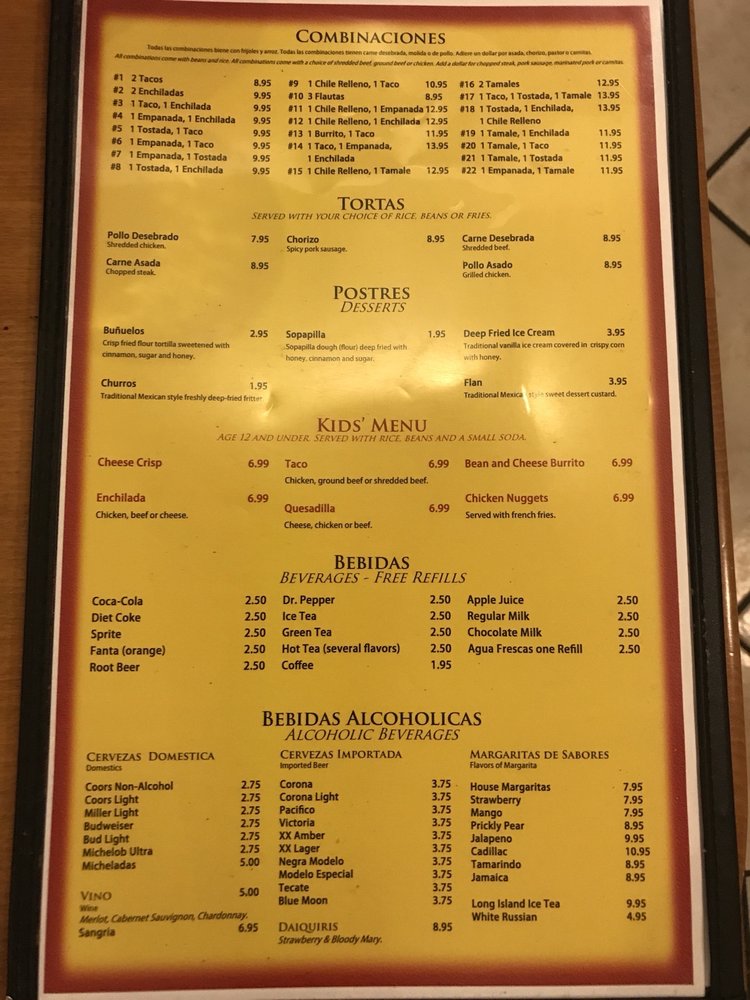 COMBINACIONES
Todas las combinaciones biene con frijoles y arroz. Todas las combinaciones tienen carne desebrada, molida o de pollo. Adiere un dollar por asada, chorizo, pastor o carnitas.
All combinations come with beans and rice. All combinations come with a choice of shredded beef, ground beef or chicken. Add a dollar for chopped steak, pork sausage, marinated pork or carnitas.
#1 2 Tacos 8.95
#2 2 Enchiladas 9.95
#3 1 Taco, 1 Enchilada 9.95
#4 1 Empanada, 1 Enchilada 9.95
#5 1 Tostada, 1 Taco 9.95
#6 1 Empanada, 1 Taco 9.95
#7 1 Empanada, 1 Tostada 9.95
#8 1 Tostada, 1 Enchilada 9.95
#9 1 Chile Relleno, 1 Taco 10.95
#10 3 Flautas 8.95
#11 1 Chile Relleno, 1 Empanada 12.95
#12 1 Chile Relleno, 1 Enchilada 12.95
#13 1 Burrito, 1 Taco 11.95
#14 1 Taco, 1 Empanada, 13.95
1 Enchilada
#15 1 Chile Relleno, 1 Tamale 12.95
#16 2 Tamales 12.95
#17 1 Taco, 1 Tostada, 1 Tamale 13.95
#18 1 Tostada, 1 Enchilada, 13.95
1 Chile Relleno
#19 1 Tamale, 1 Enchilada 11.95
#20 1 Tamale, 1 Taco 11.95
#21 1 Tamale, 1 Tostada 11.95
#22 1 Empanada, 1 Tamale 11.95
TORTAS
SERVED WITH YOUR CHOICE OF RICE, BEANS OR FRIES.
Pollo Desebrado 7.95
Shredded chicken.
Carne Asada 8.95
Chopped steak.
Chorizo 8.95
Spicy pork sausage.
Carne Desebrada 8.95
Shredded beef.
Pollo Asado 8.95
Grilled chicken.
POSTRES
DESSERTS
Buñuelos 2.95
Crisp fried flour tortilla sweetened with
cinnamon, sugar and honey.
Churros 1.95
Traditional Mexican style freshly deep-fried fritter
Sopapilla 1.95
Sopapilla dough (flour) deep fried with
honey, cinnamon and sugar.
Deep Fried Ice Cream 3.95
Traditional vanilla ice cream covered in crispy corn
with honey.
Flan 3.95
Traditional Mexican style sweet dessert custard.
KIDS' MENU
AGE 12 AND UNDER. SERVED WITH RICE, BEANS AND A SMALL SODA.
Cheese Crisp 6.99
Enchilada 6.99
Chicken, beef or cheese.
Taco 6.99
Chicken, ground beef or shredded beef.
Quesadilla 6.99
Cheese, chicken or beef.
Bean and Cheese Burrito 6.99
Chicken Nuggets 6.99
Served with french fries.
BEBIDAS
BEVERAGES - FREE REFILLS
Coca-Cola 2.50
Diet Coke 2.50
Sprite 2.50
Fanta (orange) 2.50
Root Beer 2.50
Dr. Pepper 2.50
Ice Tea 2.50
Green Tea 2.50
Hot Tea (several flavors) 2.50
Coffee 1.95
Apple Juice 2.50
Regular Milk 2.50
Chocolate Milk 2.50
Agua Frescas one Refill 2.50
BEBIDAS ALCOHOLICAS
ALCOHOLIC BEVERAGES
CERVEZAS DOMESTICA
Domestics
Coors Non-Alcohol 2.75
Coors Light 2.75
Miller Light 2.75
Budweiser 2.75
Bud Light 2.75
Michelob Ultra 2.75
Micheladas 5.00
VINO 5.00
Wine
Merlot, Cabernet Sauvignon, Chardonnay.
Sangria 6.95
CERVEZAS IMPORTADA
Imported Beer
Corona 3.75
Corona Light 3.75
Pacifico 3.75
Victoria 3.75
XX Amber 3.75
XX Lager 3.75
Negra Modelo 3.75
Modelo Especial 3.75
Tecate 3.75
Blue Moon 3.75
DAIQUIRIS 8.95
Strawberry & Bloody Mary.
MARGARITAS DE SABORES
Flavors of Margarita
House Margaritas 7.95
Strawberry 7.95
Mango 7.95
Prickly Pear 8.95
Jalapeno 9.95
Cadillac 10.95
Tamarindo 8.95
Jamaica 8.95
Long Island Ice Tea 9.95
White Russian 4.95